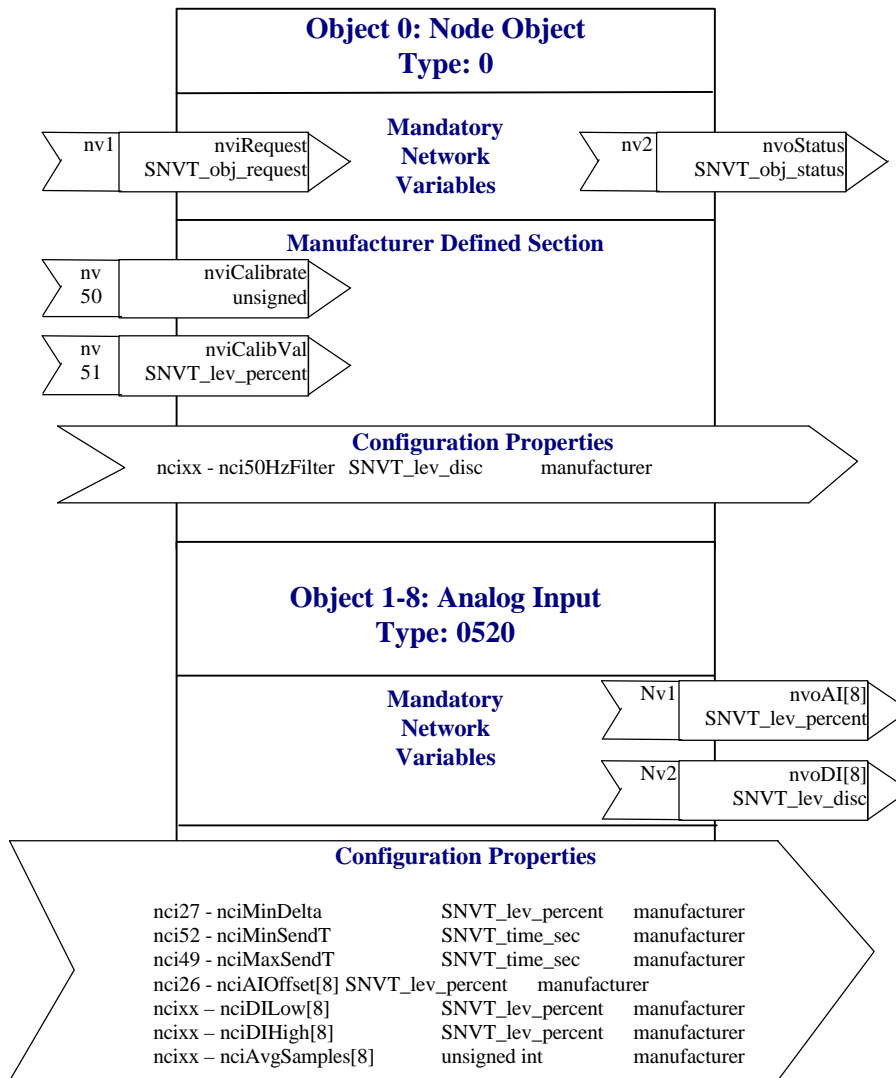 Object 0: Node Object
Type: 0
Mandatory
Network
Variables
nv1 nviRequest
SNVT_obj_request
nv2 nvoStatus
SNVT_obj_status
Manufacturer Defined Section
nv nviCalibrate
50 unsigned
nv nviCalibVal
51 SNVT_lev_percent
Configuration Properties
ncixx - nci50HzFilter SNVT_lev_disc manufacturer
Object 1-8: Analog Input
Type: 0520
Mandatory
Network
Variables
Nv1 nvoAI[8]
SNVT_lev_percent
Nv2 nvoDI[8]
SNVT_lev_disc
Configuration Properties
nci27 - nciMinDelta SNVT_lev_percent manufacturer
nci52 - nciMinSendT SNVT_time_sec manufacturer
nci49 - nciMaxSendT SNVT_time_sec manufacturer
nci26 - nciAIOffset[8] SNVT_lev_percent manufacturer
ncixx – nciDILow[8] SNVT_lev_percent manufacturer
ncixx – nciDIHigh[8] SNVT_lev_percent manufacturer
ncixx – nciAvgSamples[8] unsigned int manufacturer